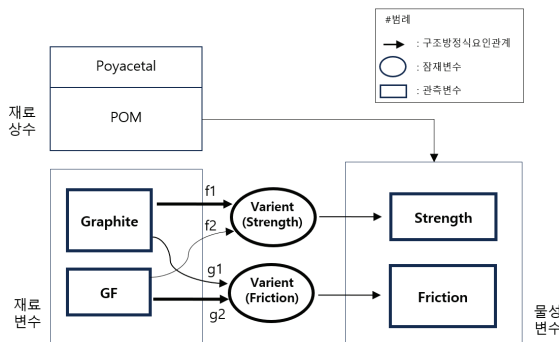 #범례
: 구조방정식요인관계
: 잠재변수
: 관측변수
Poyacetal
POM
재료
상수
Graphite
GF
재료
변수
f1
f2
g1
g2
Varient
(Strength)
Varient
(Friction)
Strength
Friction
물성
변수